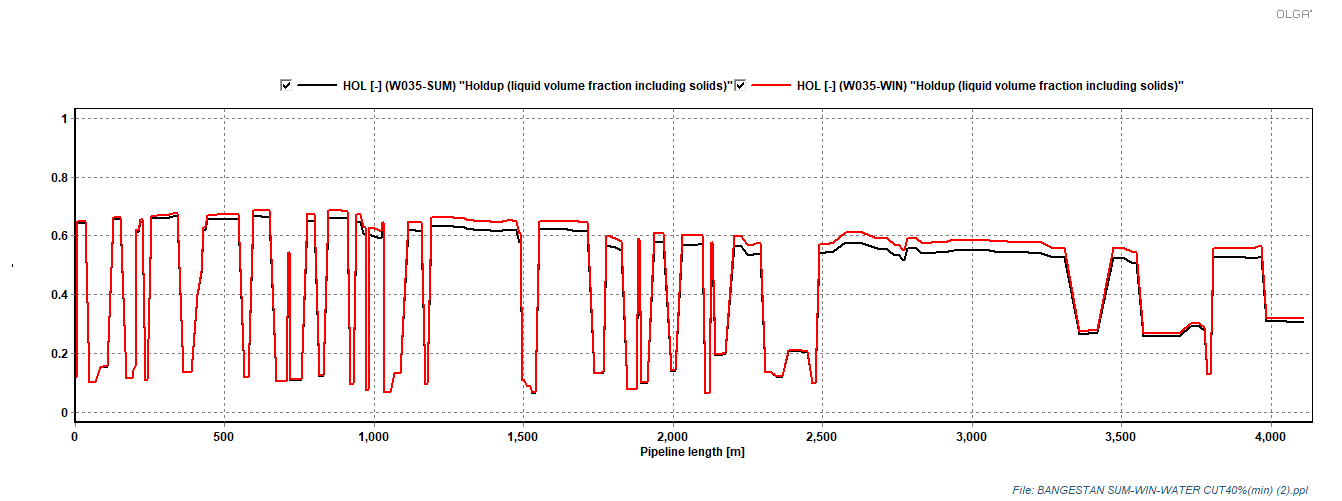 OLGA
HOL [-] (W035-SUM) "Holdup (liquid volume fraction including solids)" HOL [-] (W035-WIN) "Holdup (liquid volume fraction including solids)"
1
0.8
0.6
0.4
0.2
0
0 500 1,000 1,500 2,000 2,500 3,000 3,500 4,000
Pipeline length [m]
File: BANGESTAN SUM-WIN-WATER CUT40%(min) (2).ppl